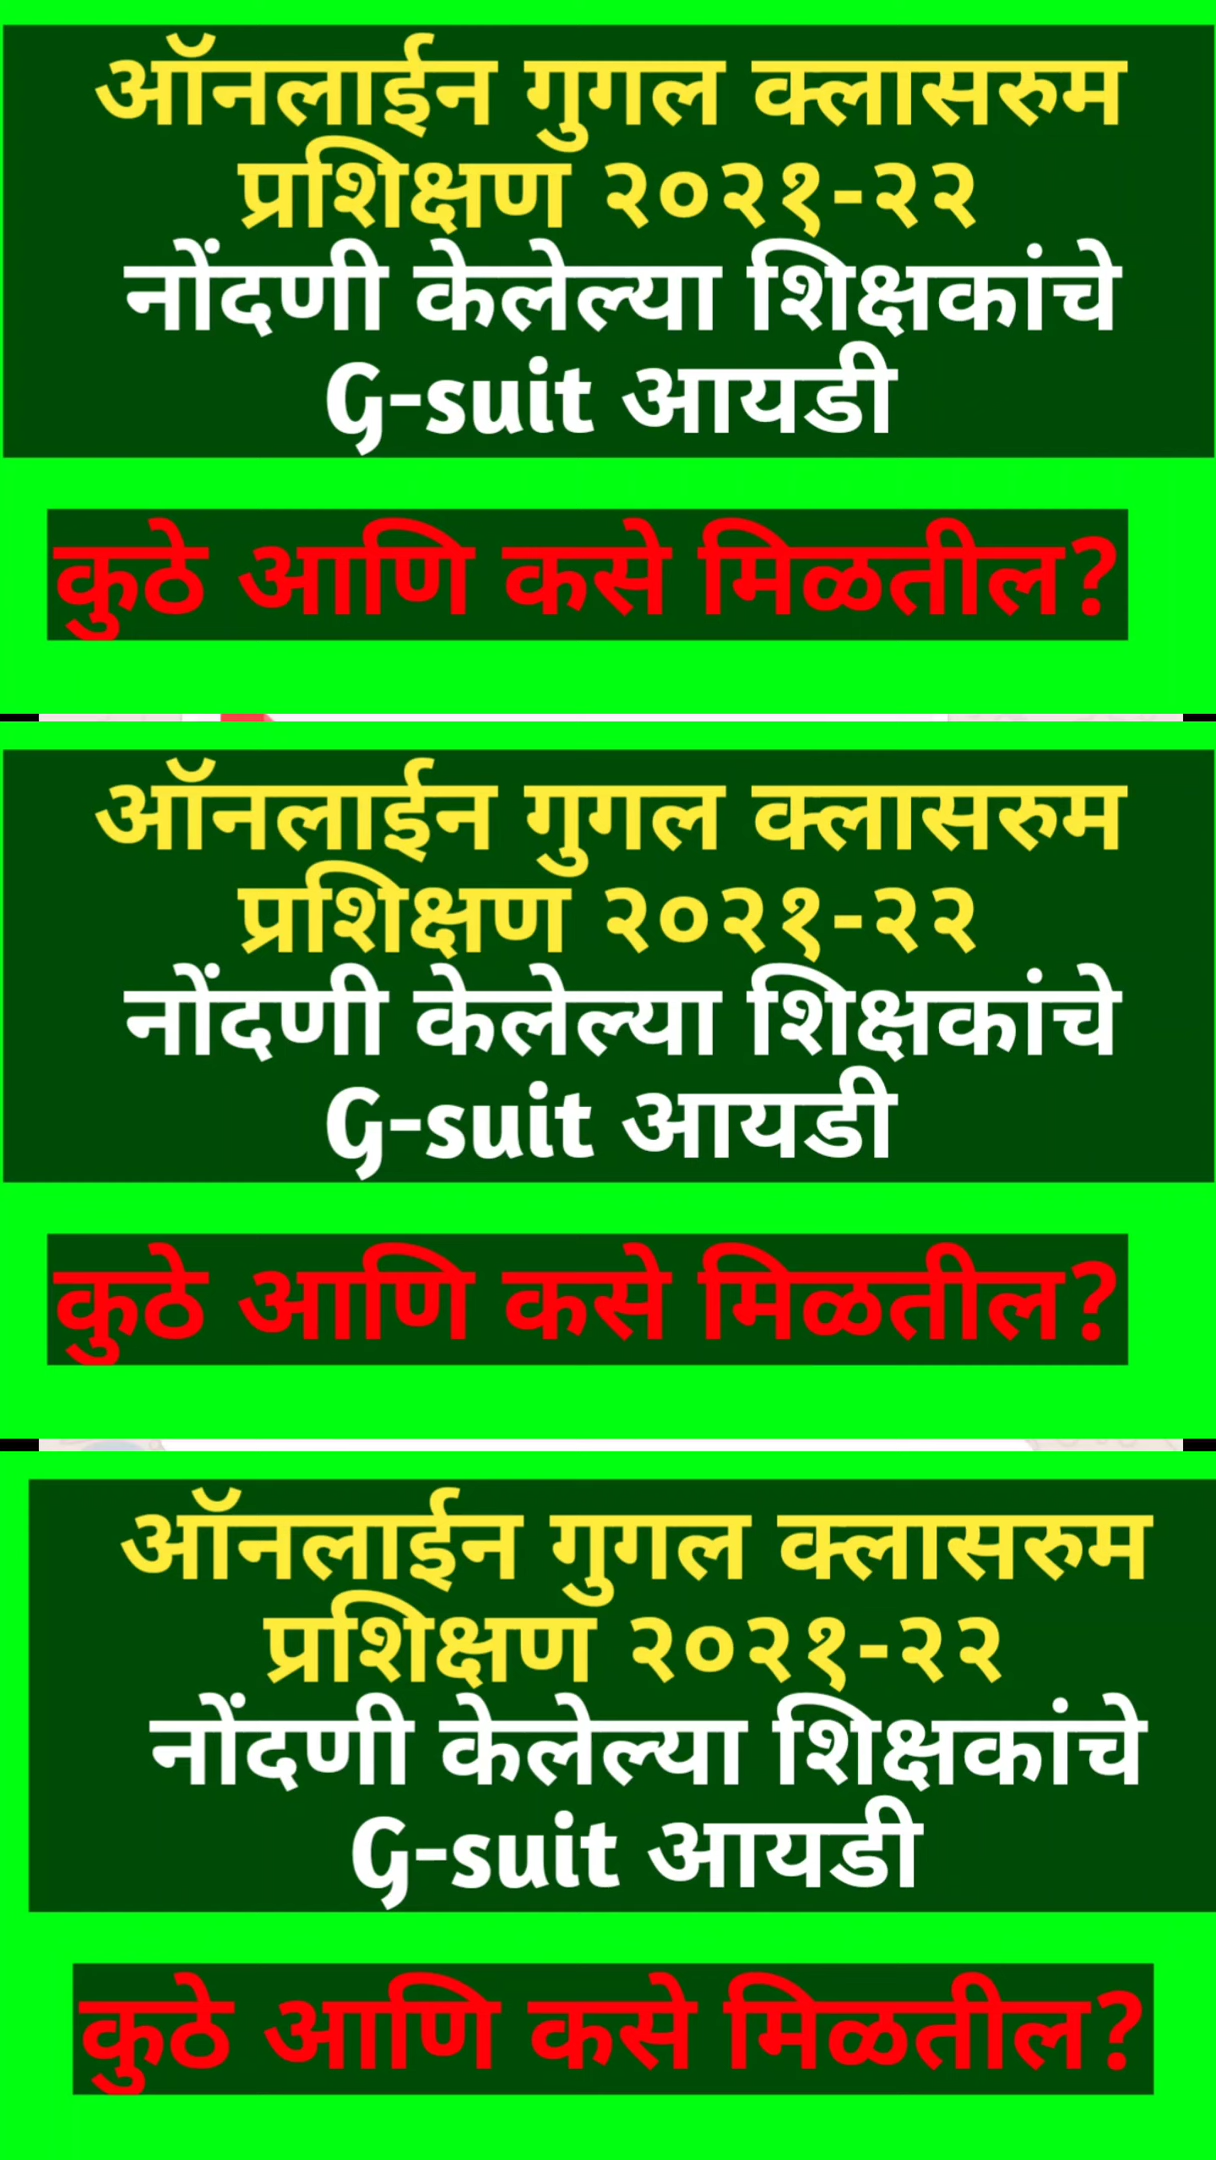 ऑनलाईन गुगल क्लासरुम
प्रशिक्षण २०२१-२२
नोंदणी केलेल्या शिक्षकांचे
G-suit आयडी
कुठे आणि कसे मिळतील?
ऑनलाईन गुगल क्लासरुम
प्रशिक्षण २०२१-२२
नोंदणी केलेल्या शिक्षकांचे
G-suit आयडी
कुठे आणि कसे मिळतील?
ऑनलाईन गुगल क्लासरुम
प्रशिक्षण २०२१-२२
नोंदणी केलेल्या शिक्षकांचे
G-suit आयडी
कुठे आणि कसे मिळतील?